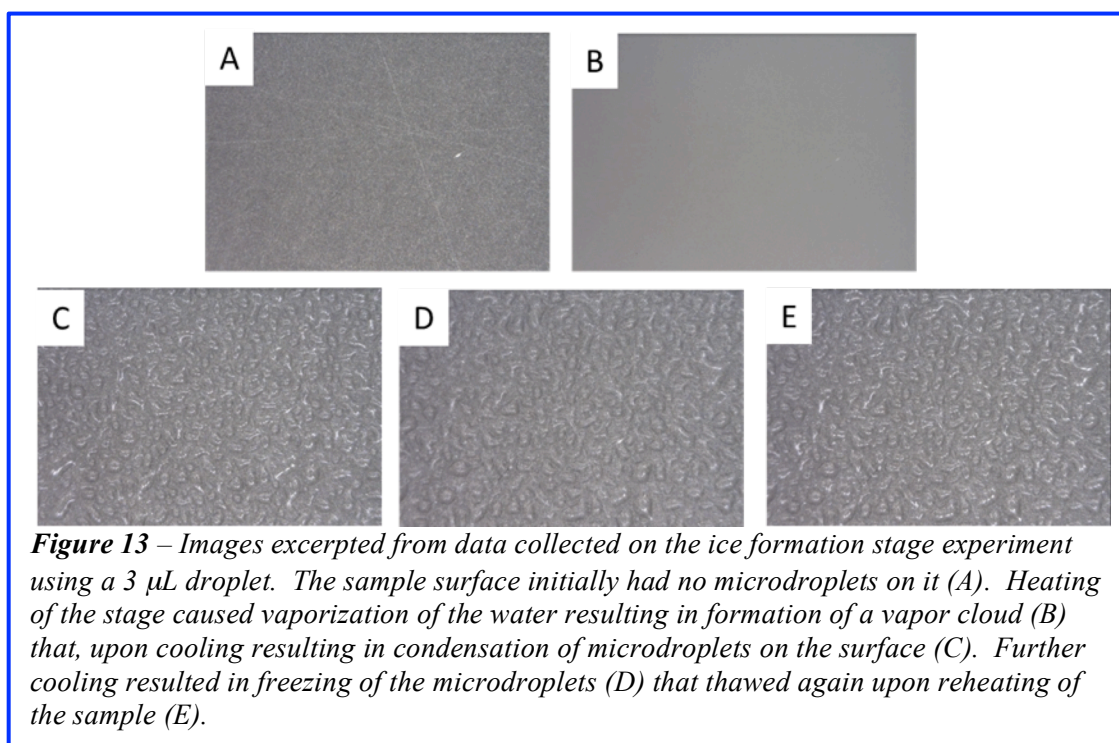 A
B
C
D
E
Figure 13 – Images excerpted from data collected on the ice formation stage experiment
using a 3 μL droplet. The sample surface initially had no microdroplets on it (A). Heating
of the stage caused vaporization of the water resulting in formation of a vapor cloud (B)
that, upon cooling resulting in condensation of microdroplets on the surface (C). Further
cooling resulted in freezing of the microdroplets (D) that thawed again upon reheating of
the sample (E).